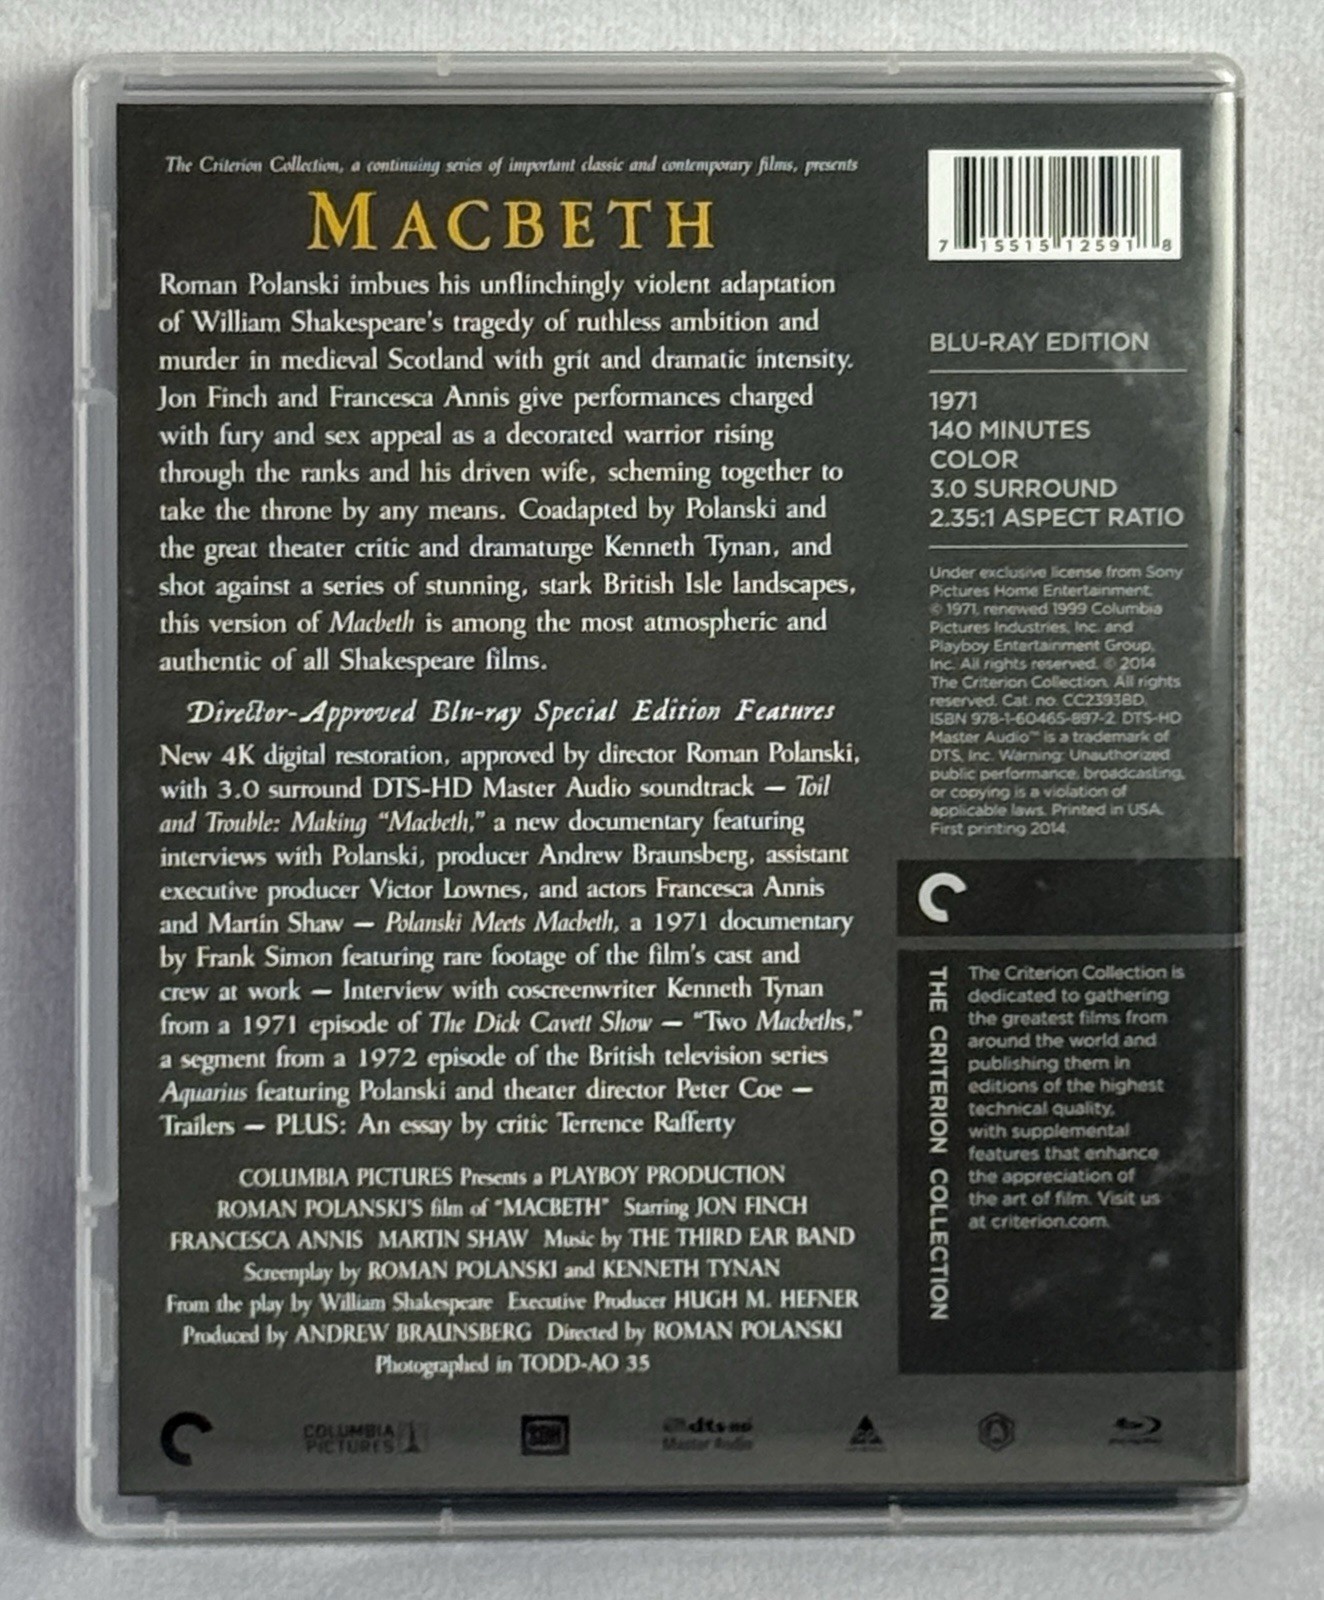 The Criterion Collection, a continuing series of important classic and contemporary films, presents
MACBETH
Roman Polanski imbues his unflinchingly violent adaptation
of William Shakespeare's tragedy of ruthless ambition and
murder in medieval Scotland with grit and dramatic intensity.
Jon Finch and Francesca Annis give performances charged
with fury and sex appeal as a decorated warrior rising
through the ranks and his driven wife, scheming together to
take the throne by any means. Coadapted by Polanski and
the great theater critic and dramaturge Kenneth Tynan, and
shot against a series of stunning, stark British Isle landscapes,
this version of Macbeth is among the most atmospheric and
authentic of all Shakespeare films.
Director-Approved Blu-ray Special Edition Features
New 4K digital restoration, approved by director Roman Polanski,
with 3.0 surround DTS-HD Master Audio soundtrack — Toil
and Trouble: Making "Macbeth," a new documentary featuring
interviews with Polanski, producer Andrew Braunsberg, assistant
executive producer Victor Lownes, and actors Francesca Annis
and Martin Shaw — Polanski Meets Macbeth, a 1971 documentary
by Frank Simon featuring rare footage of the film's cast and
crew at work — Interview with coscreenwriter Kenneth Tynan
from a 1971 episode of The Dick Cavett Show — "Two Macbeths,"
a segment from a 1972 episode of the British television series
Aquarius featuring Polanski and theater director Peter Coe —
Trailers — PLUS: An essay by critic Terrence Rafferty
COLUMBIA PICTURES Presents a PLAYBOY PRODUCTION
ROMAN POLANSKI'S film of "MACBETH" Starring JON FINCH
FRANCESCA ANNIS MARTIN SHAW Music by THE THIRD EAR BAND
Screenplay by ROMAN POLANSKI and KENNETH TYNAN
From the play by William Shakespeare Executive Producer HUGH M. HEFNER
Produced by ANDREW BRAUNSBERG Directed by ROMAN POLANSKI
Photographed in TODD-AO 35
7 15515 12591 8
BLU-RAY EDITION
1971
140 MINUTES
COLOR
3.0 SURROUND
2.35:1 ASPECT RATIO
Under exclusive license from Sony
Pictures Home Entertainment.
© 1971, renewed 1999 Columbia
Pictures Industries, Inc. and
Playboy Entertainment Group,
Inc. All rights reserved. © 2014
The Criterion Collection. All rights
reserved. Cat. no. CC2393BD.
ISBN 978-1-60465-897-2. DTS-HD
Master Audio™ is a trademark of
DTS, Inc. Warning: Unauthorized
public performance, broadcasting,
or copying is a violation of
applicable laws. Printed in USA.
First printing 2014.
THE CRITERION COLLECTION
The Criterion Collection is
dedicated to gathering
the greatest films from
around the world and
publishing them in
editions of the highest
technical quality,
with supplemental
features that enhance
the appreciation of
the art of film. Visit us
at criterion.com.
COLUMBIA
PICTURES
SDH
dts-HD
Master Audio